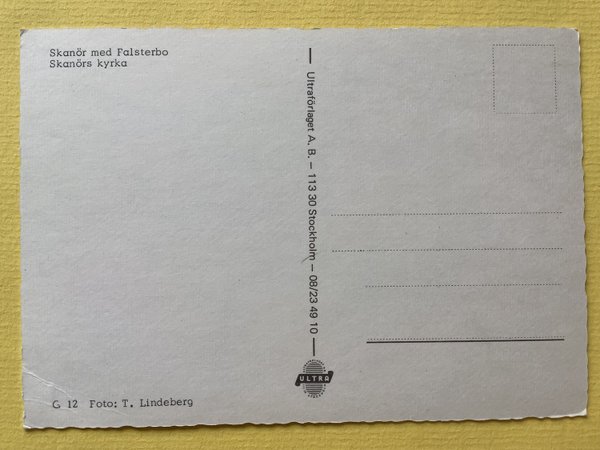 Skanör med Falsterbo
Skanörs kyrka
Ultraförlaget A. B. — 113 30 Stockholm — 08/23 49 10
ULTRA
G 12 Foto: T. Lindeberg